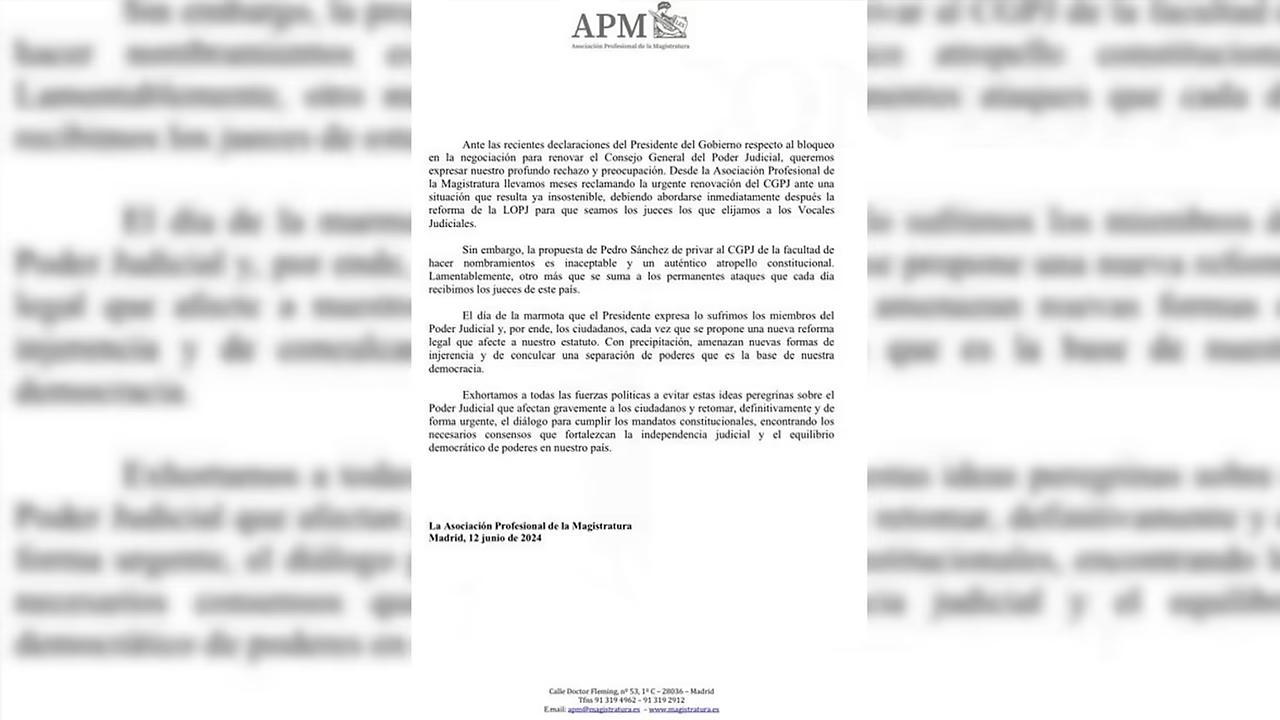 APM
Asociación Profesional de la Magistratura
Ante las recientes declaraciones del Presidente del Gobierno respecto al bloqueo
en la negociación para renovar el Consejo General del Poder Judicial, queremos
expresar nuestro profundo rechazo y preocupación. Desde la Asociación Profesional de
la Magistratura llevamos meses reclamando la urgente renovación del CGPJ ante una
situación que resulta ya insostenible, debiendo abordarse inmediatamente después la
reforma de la LOPJ para que seamos los jueces los que elijamos a los Vocales
Judiciales.
Sin embargo, la propuesta de Pedro Sánchez de privar al CGPJ de la facultad de
hacer nombramientos es inaceptable y un auténtico atropello constitucional.
Lamentablemente, otro más que se suma a los permanentes ataques que cada día
recibimos los jueces de este país.
El día de la marmota que el Presidente expresa lo sufrimos los miembros del
Poder Judicial y, por ende, los ciudadanos, cada vez que se propone una nueva reforma
legal que afecte a nuestro estatuto. Con precipitación, amenazan nuevas formas de
injerencia y de conculcar una separación de poderes que es la base de nuestra
democracia.
Exhortamos a todas las fuerzas políticas a evitar estas ideas peregrinas sobre el
Poder Judicial que afectan gravemente a los ciudadanos y retomar, definitivamente y de
forma urgente, el diálogo para cumplir los mandatos constitucionales, encontrando los
necesarios consensos que fortalezcan la independencia judicial y el equilibrio
democrático de poderes en nuestro país.
La Asociación Profesional de la Magistratura
Madrid, 12 junio de 2024
Calle Doctor Fleming, nº 53, 1º C – 28036 – Madrid
Tfns 91 319 4962 – 91 319 2912
E.mail: apm@magistratura.es - www.magistratura.es